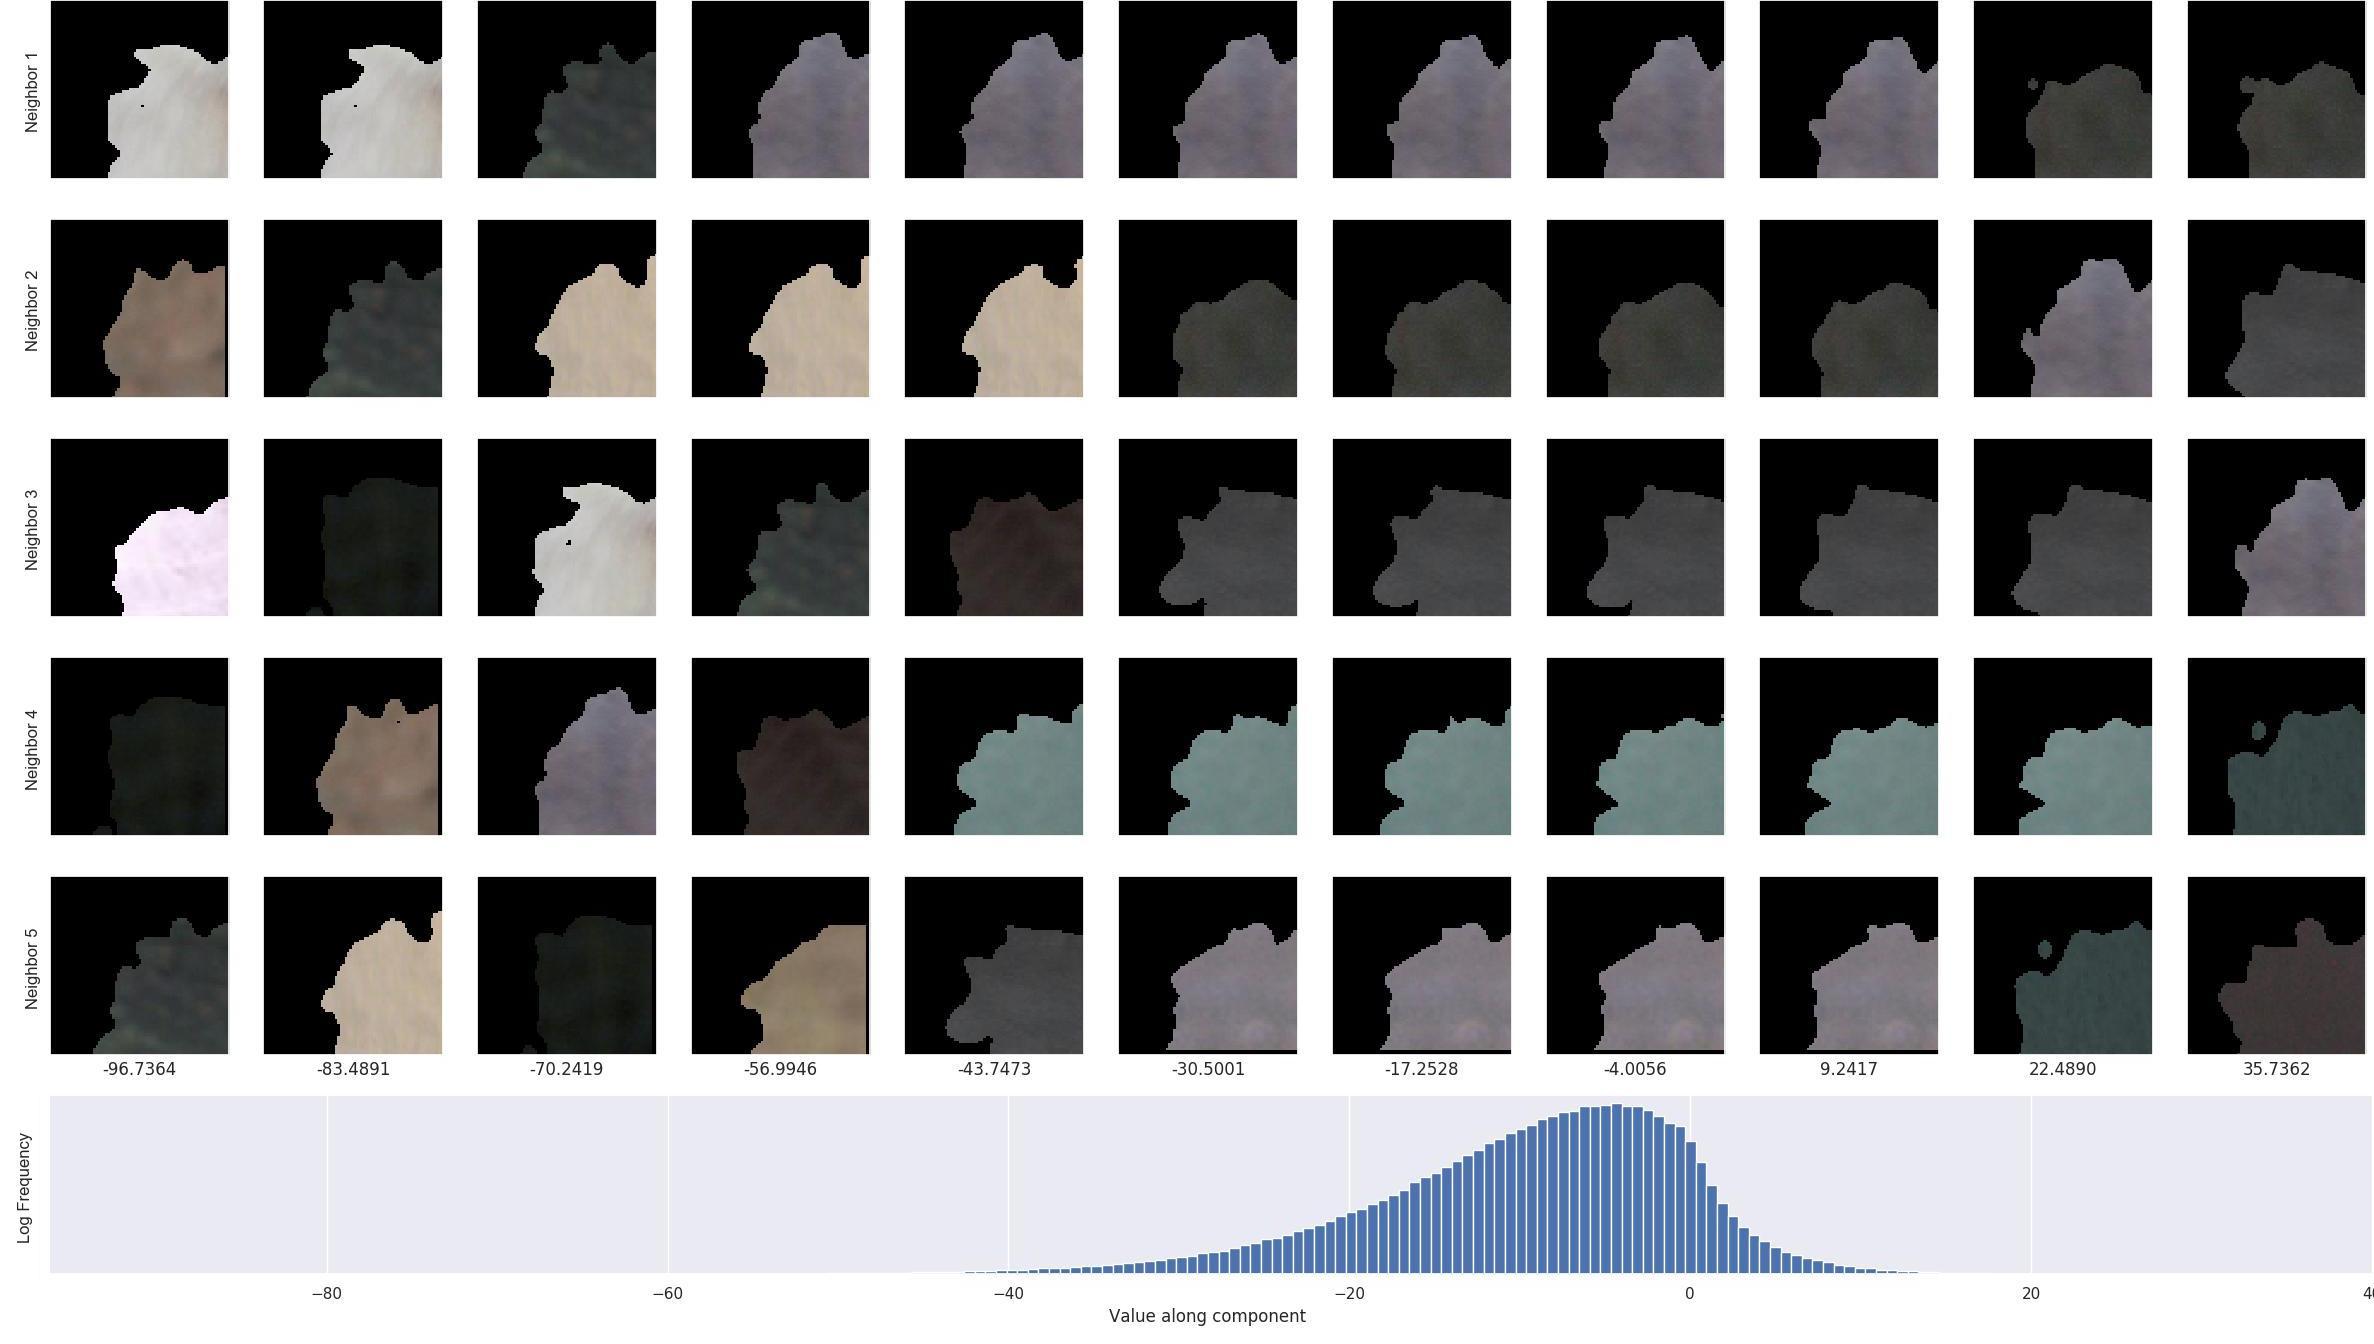 Neighbor 1
Neighbor 2
Neighbor 3
Neighbor 4
Neighbor 5
-96.7364 -83.4891 -70.2419 -56.9946 -43.7473 -30.5001 -17.2528 -4.0056 9.2417 22.4890 35.7362
Log Frequency
−80 −60 −40 −20 0 20
Value along component